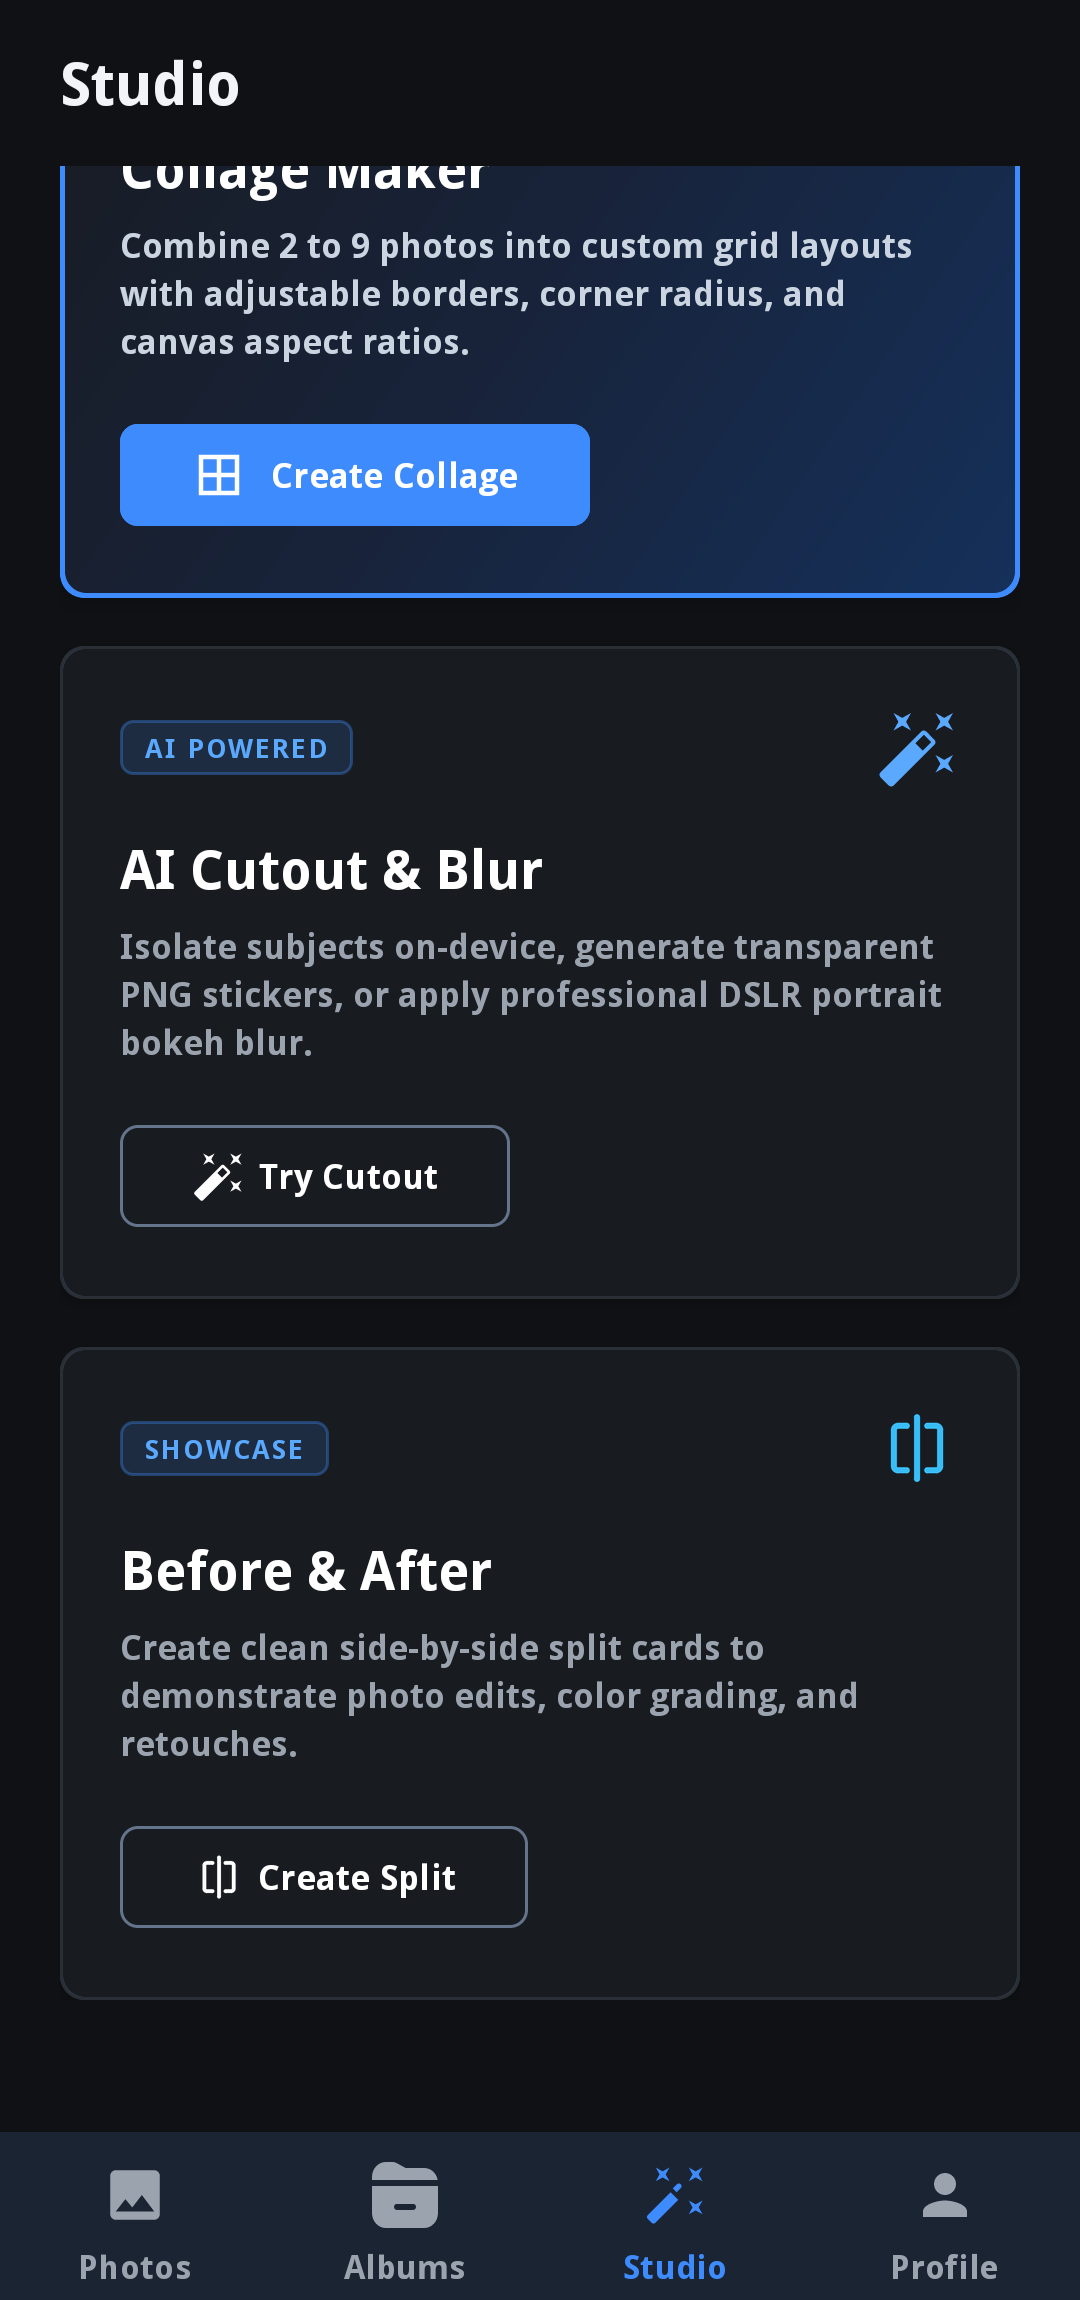 Studio
Collage Maker
Combine 2 to 9 photos into custom grid layouts
with adjustable borders, corner radius, and
canvas aspect ratios.
Create Collage
AI POWERED
AI Cutout & Blur
Isolate subjects on-device, generate transparent
PNG stickers, or apply professional DSLR portrait
bokeh blur.
Try Cutout
SHOWCASE
Before & After
Create clean side-by-side split cards to
demonstrate photo edits, color grading, and
retouches.
Create Split
Photos
Albums
Studio
Profile